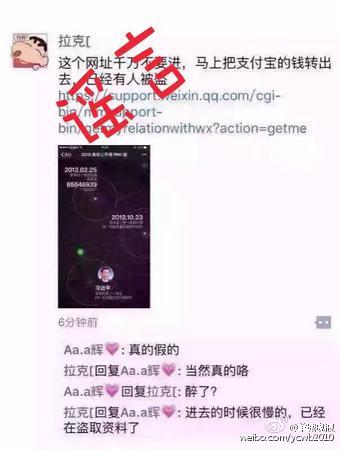 拉克[
这个网址千万不要进，马上把支付宝的钱转出
去，已经有人被盗
https://support.weixin.qq.com/cgi-
bin/mmsupport-
bin/getmyrelationwithwx?action=getme
谣言
2012.02.25
85546939
2013.10.23
6分钟前
Aa.a辉💗: 真的假的
拉克[回复Aa.a辉💗: 当然真的咯
Aa.a辉💗回复拉克[: 醉了?
拉克[回复Aa.a辉💗: 进去的时候很慢的，已经
在盗取资料了
weibo.com/ycwb2010